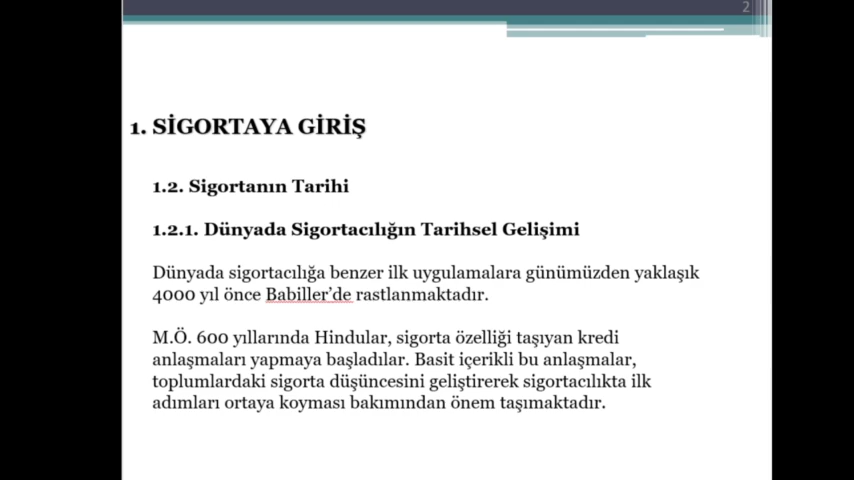 2
1. SİGORTAYA GİRİŞ
1.2. Sigortanın Tarihi
1.2.1. Dünyada Sigortacılığın Tarihsel Gelişimi
Dünyada sigortacılığa benzer ilk uygulamalara günümüzden yaklaşık
4000 yıl önce Babiller’de rastlanmaktadır.
M.Ö. 600 yıllarında Hindular, sigorta özelliği taşıyan kredi
anlaşmaları yapmaya başladılar. Basit içerikli bu anlaşmalar,
toplumlardaki sigorta düşüncesini geliştirerek sigortacılıkta ilk
adımları ortaya koyması bakımından önem taşımaktadır.